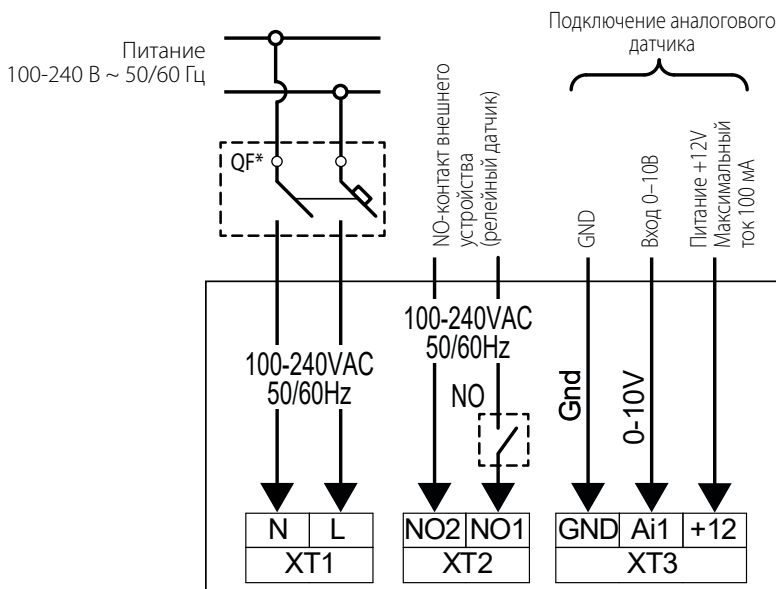 Питание
100-240 В ~ 50/60 Гц
Подключение аналогового
датчика
QF*
NO-контакт внешнего
устройства
(релейный датчик)
GND
Вход 0–10В
Питание +12V
Максимальный
ток 100 мА
100-240VAC
50/60Hz
100-240VAC
50/60Hz
NO
Gnd
0-10V
N L
XT1
NO2 NO1
XT2
GND Ai1 +12
XT3